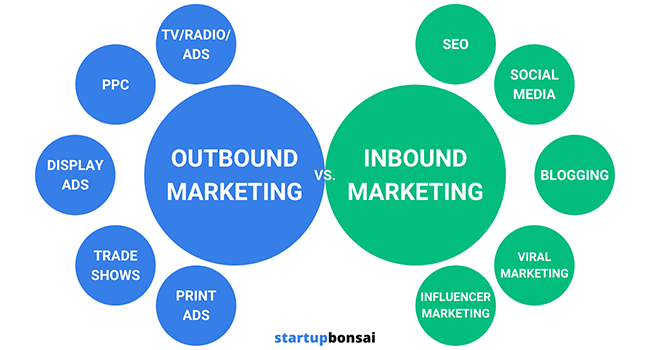 TV/RADIO/
ADS
PPC
DISPLAY
ADS
TRADE
SHOWS
PRINT
ADS
OUTBOUND
MARKETING
VS.
INBOUND
MARKETING
SEO
SOCIAL
MEDIA
BLOGGING
VIRAL
MARKETING
INFLUENCER
MARKETING
startupbonsai